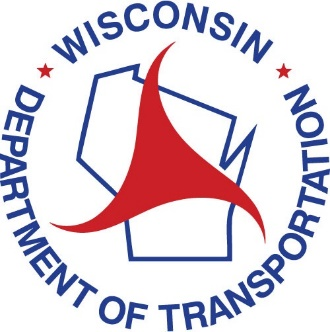 WISCONSIN
DEPARTMENT OF TRANSPORTATION